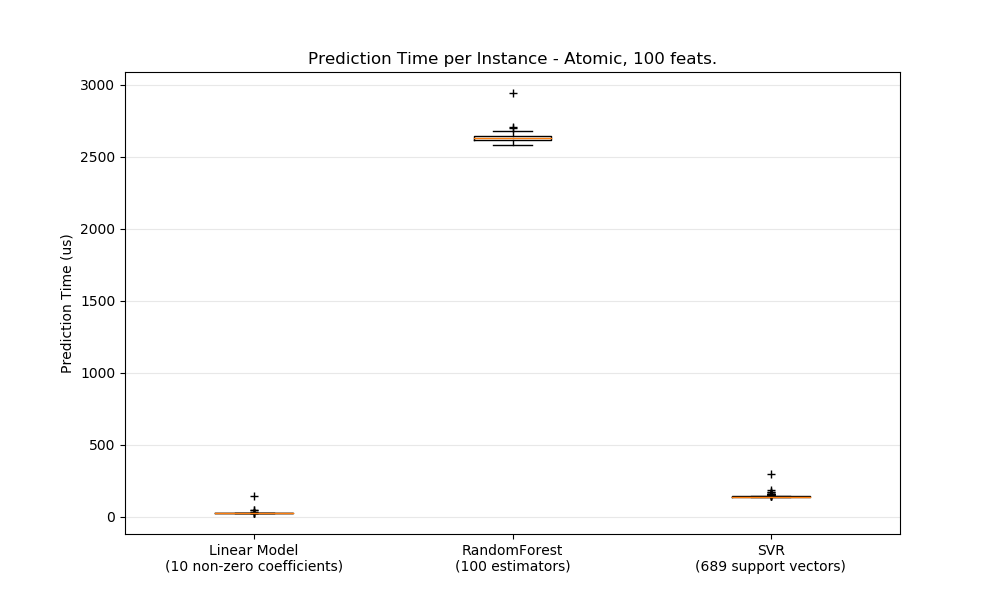 Prediction Time per Instance - Atomic, 100 feats.
3000
2500
2000
1500
1000
500
0
Prediction Time (us)
Linear Model
(10 non-zero coefficients)
RandomForest
(100 estimators)
SVR
(689 support vectors)